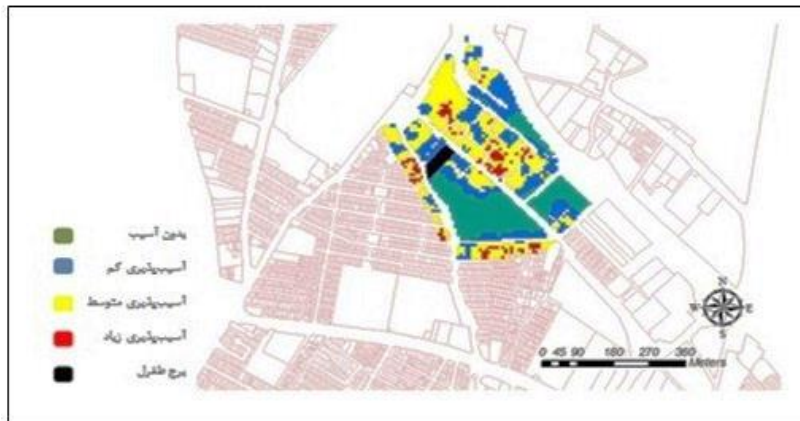 بدون آسیب
آسیب‌پذیری کم
آسیب‌پذیری متوسط
آسیب‌پذیری زیاد
برج طغرل
N
W E
S
0 45 90 180 270 360
Meters